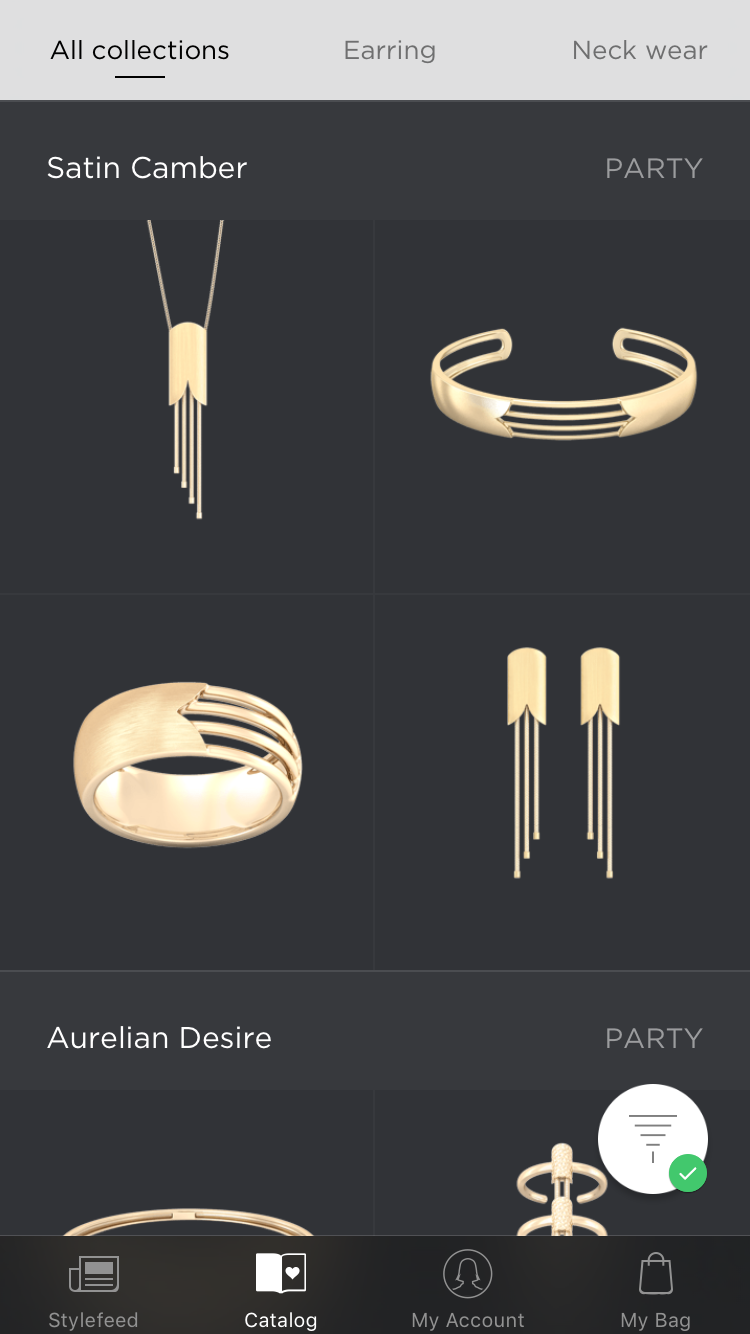 All collections
Earring
Neck wear
Satin Camber
PARTY
Aurelian Desire
PARTY
Stylefeed
Catalog
My Account
My Bag